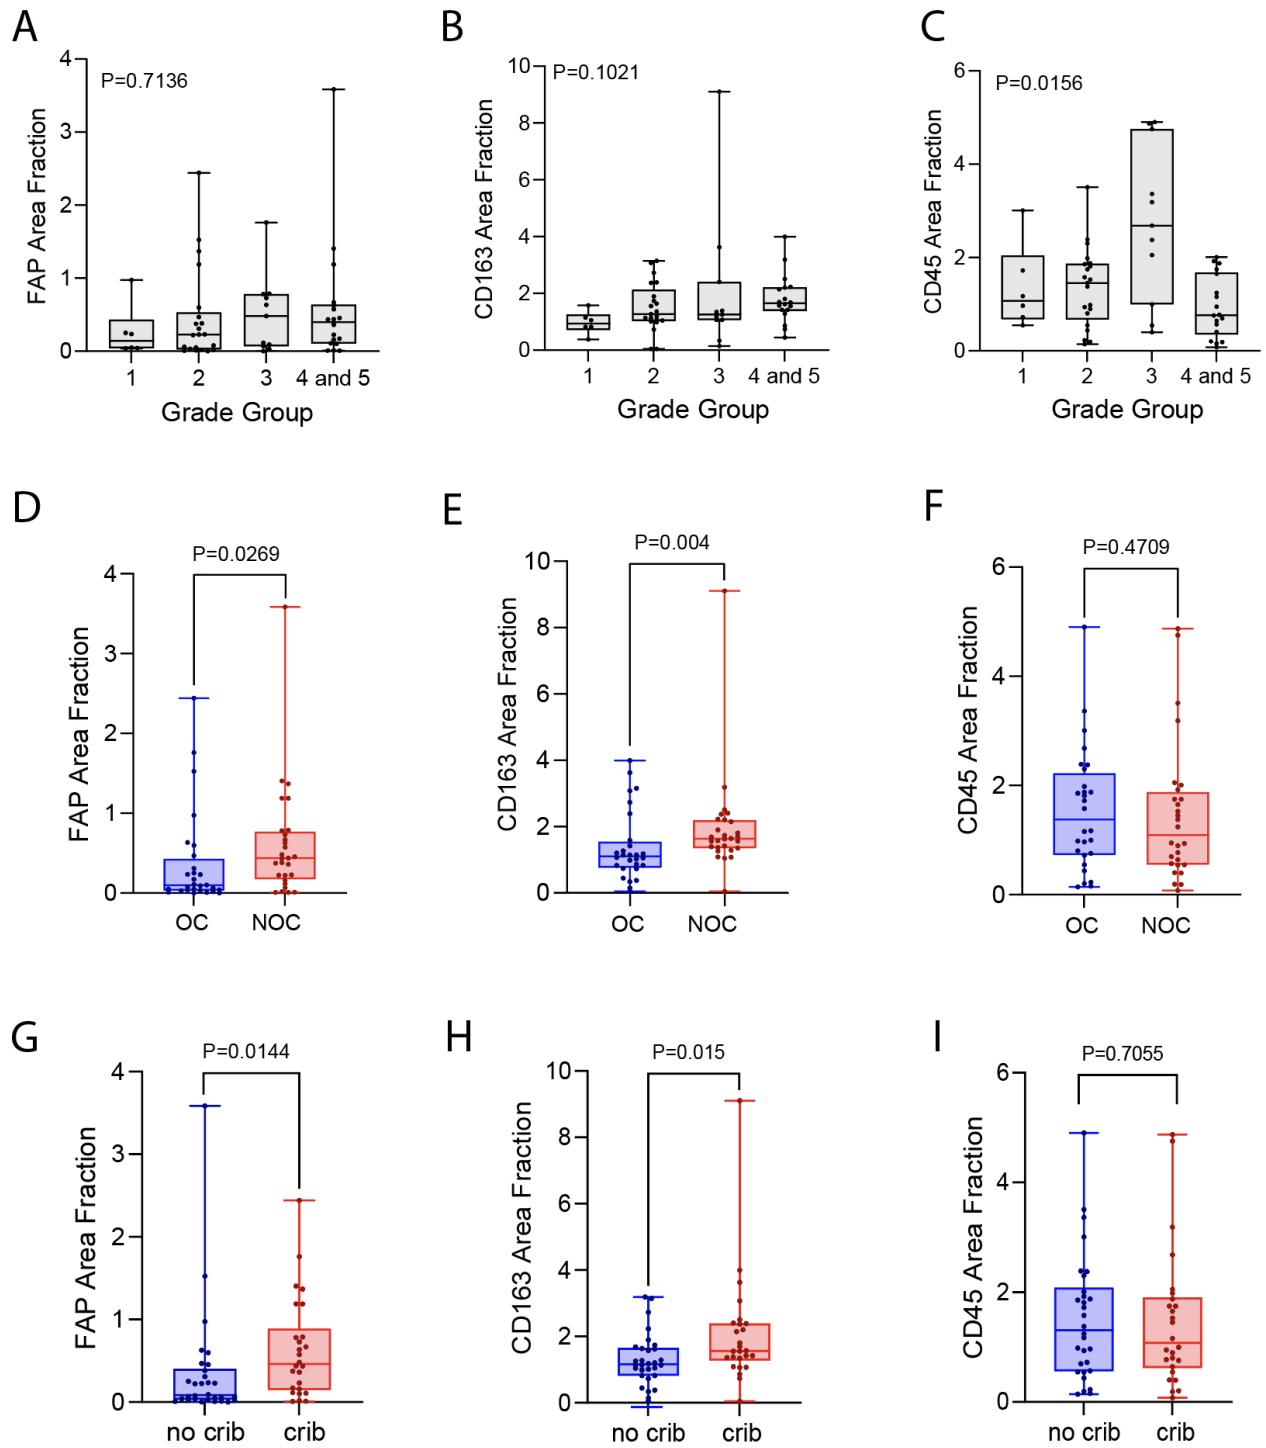 A
P=0.7136
FAP Area Fraction
4
3
2
1
0
1 2 3 4 and 5
Grade Group
B
P=0.1021
CD163 Area Fraction
10
8
6
4
2
0
1 2 3 4 and 5
Grade Group
C
P=0.0156
CD45 Area Fraction
6
4
2
0
1 2 3 4 and 5
Grade Group
D
P=0.0269
FAP Area Fraction
4
3
2
1
0
OC NOC
E
P=0.004
CD163 Area Fraction
10
8
6
4
2
0
OC NOC
F
P=0.4709
CD45 Area Fraction
6
4
2
0
OC NOC
G
P=0.0144
FAP Area Fraction
4
3
2
1
0
no crib crib
H
P=0.015
CD163 Area Fraction
10
8
6
4
2
0
no crib crib
I
P=0.7055
CD45 Area Fraction
6
4
2
0
no crib crib